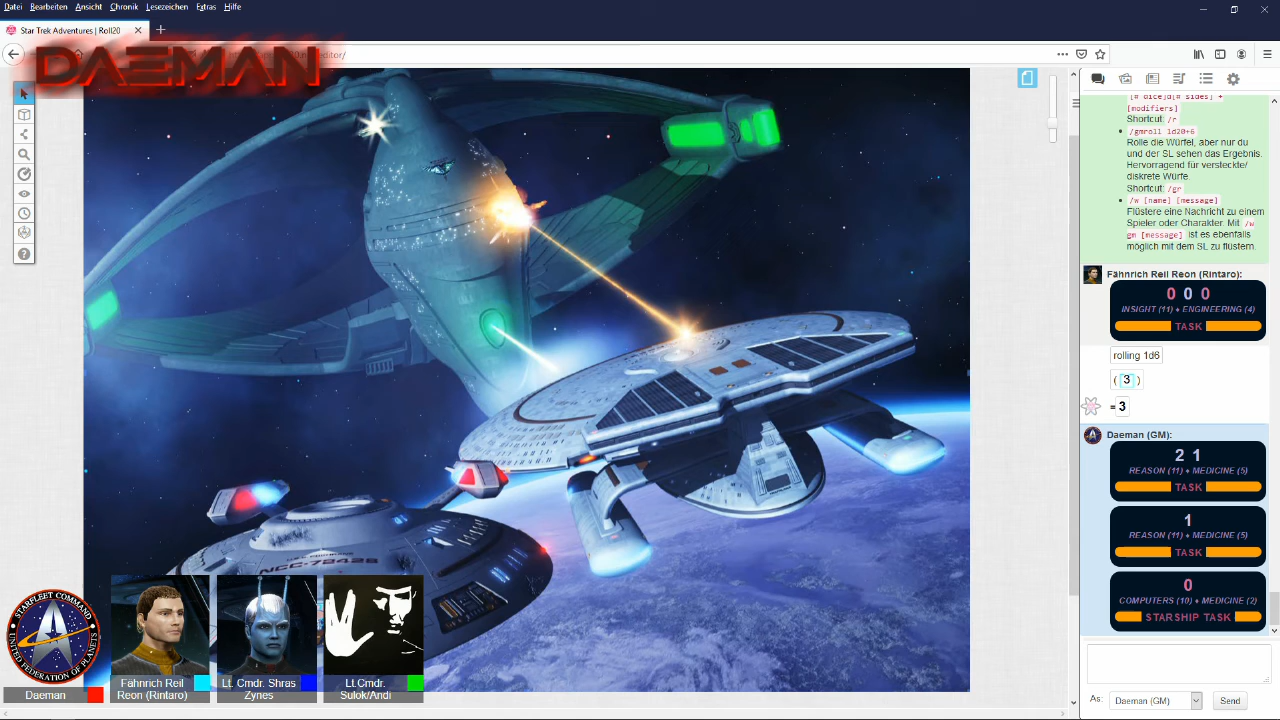 Datei Bearbeiten Ansicht Chronik Lesezeichen Extras Hilfe
Star Trek Adventures | Roll20
DAEMAN
editor/
[# dice]d[# sides] +
[modifiers]
Shortcut: /r
/gmroll 1d20+6
Rolle die Würfel, aber nur du
und der SL sehen das Ergebnis.
Hervorragend für versteckte/
diskrete Würfe.
Shortcut: /gr
/w [name] [message]
Flüstere eine Nachricht zu einem
Spieler oder Charakter. Mit /w
gm [message] ist es ebenfalls
möglich mit dem SL zu flüstern.
Fähnrich Reil Reon (Rintaro):
0 0 0
INSIGHT (11) ♦ ENGINEERING (4)
TASK
rolling 1d6
( 3 )
= 3
Daeman (GM):
2 1
REASON (11) ♦ MEDICINE (5)
TASK
1
REASON (11) ♦ MEDICINE (5)
TASK
0
COMPUTERS (10) ♦ MEDICINE (2)
STARSHIP TASK
As: Daeman (GM) Send
NCC-78428
STARFLEET COMMAND
UNITED FEDERATION OF PLANETS
Daeman
Fähnrich Reil
Reon (Rintaro)
Lt. Cmdr. Shras
Zynes
Lt.Cmdr.
Sulok/Andi